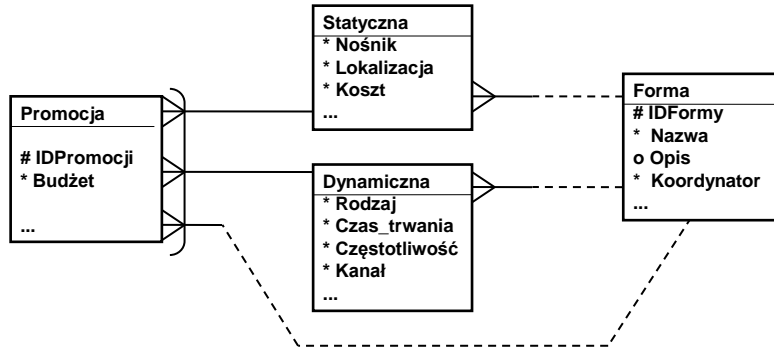 Statyczna
* Nośnik
* Lokalizacja
* Koszt
...
Promocja
# IDPromocji
* Budżet
...
Dynamiczna
* Rodzaj
* Czas_trwania
* Częstotliwość
* Kanał
...
Forma
# IDFormy
* Nazwa
o Opis
* Koordynator
...